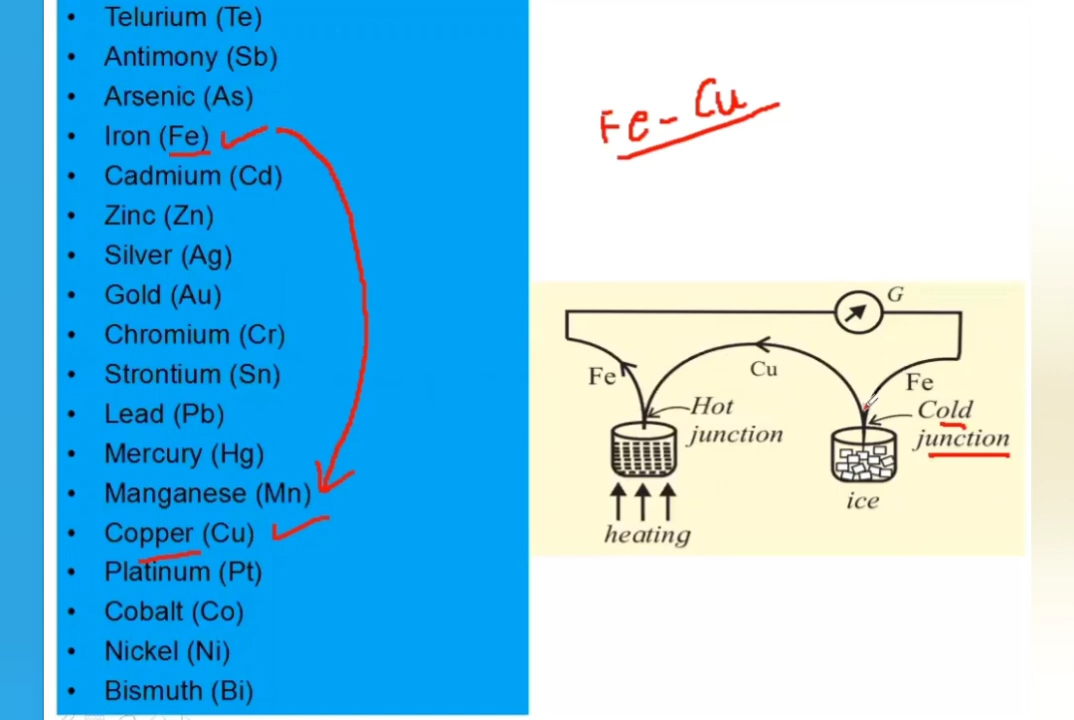 • Telurium (Te)
• Antimony (Sb)
• Arsenic (As)
• Iron (Fe)
• Cadmium (Cd)
• Zinc (Zn)
• Silver (Ag)
• Gold (Au)
• Chromium (Cr)
• Strontium (Sn)
• Lead (Pb)
• Mercury (Hg)
• Manganese (Mn)
• Copper (Cu)
• Platinum (Pt)
• Cobalt (Co)
• Nickel (Ni)
• Bismuth (Bi)
Fe - Cu
G
Fe
Cu
Fe
Hot
junction
Cold
junction
ice
heating